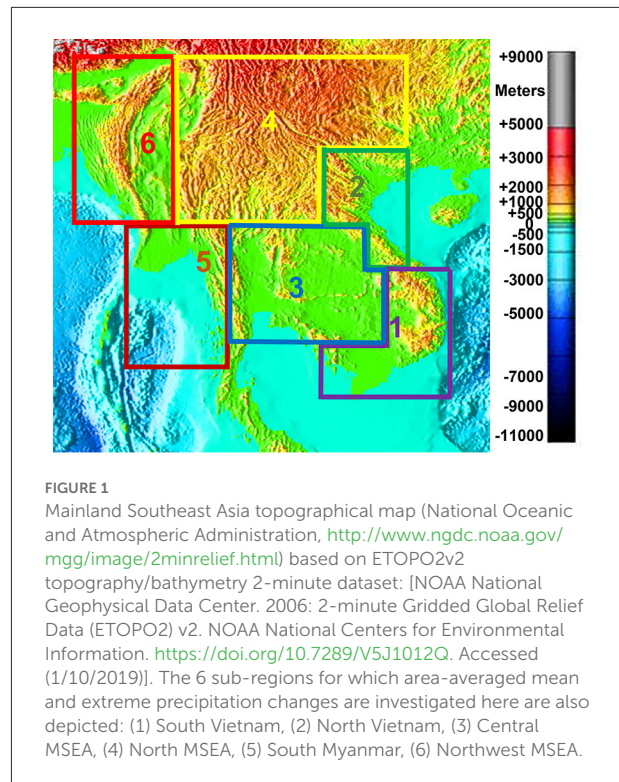 +9000
Meters
+5000
+3000
+2000
+1000
+500
0
-500
-1500
-3000
-5000
-7000
-9000
-11000
4
6
2
5
3
1
FIGURE 1
Mainland Southeast Asia topographical map (National Oceanic
and Atmospheric Administration, http://www.ngdc.noaa.gov/
mgg/image/2minrelief.html) based on ETOPO2v2
topography/bathymetry 2-minute dataset: [NOAA National
Geophysical Data Center. 2006: 2-minute Gridded Global Relief
Data (ETOPO2) v2. NOAA National Centers for Environmental
Information. https://doi.org/10.7289/V5J1012Q. Accessed
(1/10/2019)]. The 6 sub-regions for which area-averaged mean
and extreme precipitation changes are investigated here are also
depicted: (1) South Vietnam, (2) North Vietnam, (3) Central
MSEA, (4) North MSEA, (5) South Myanmar, (6) Northwest MSEA.